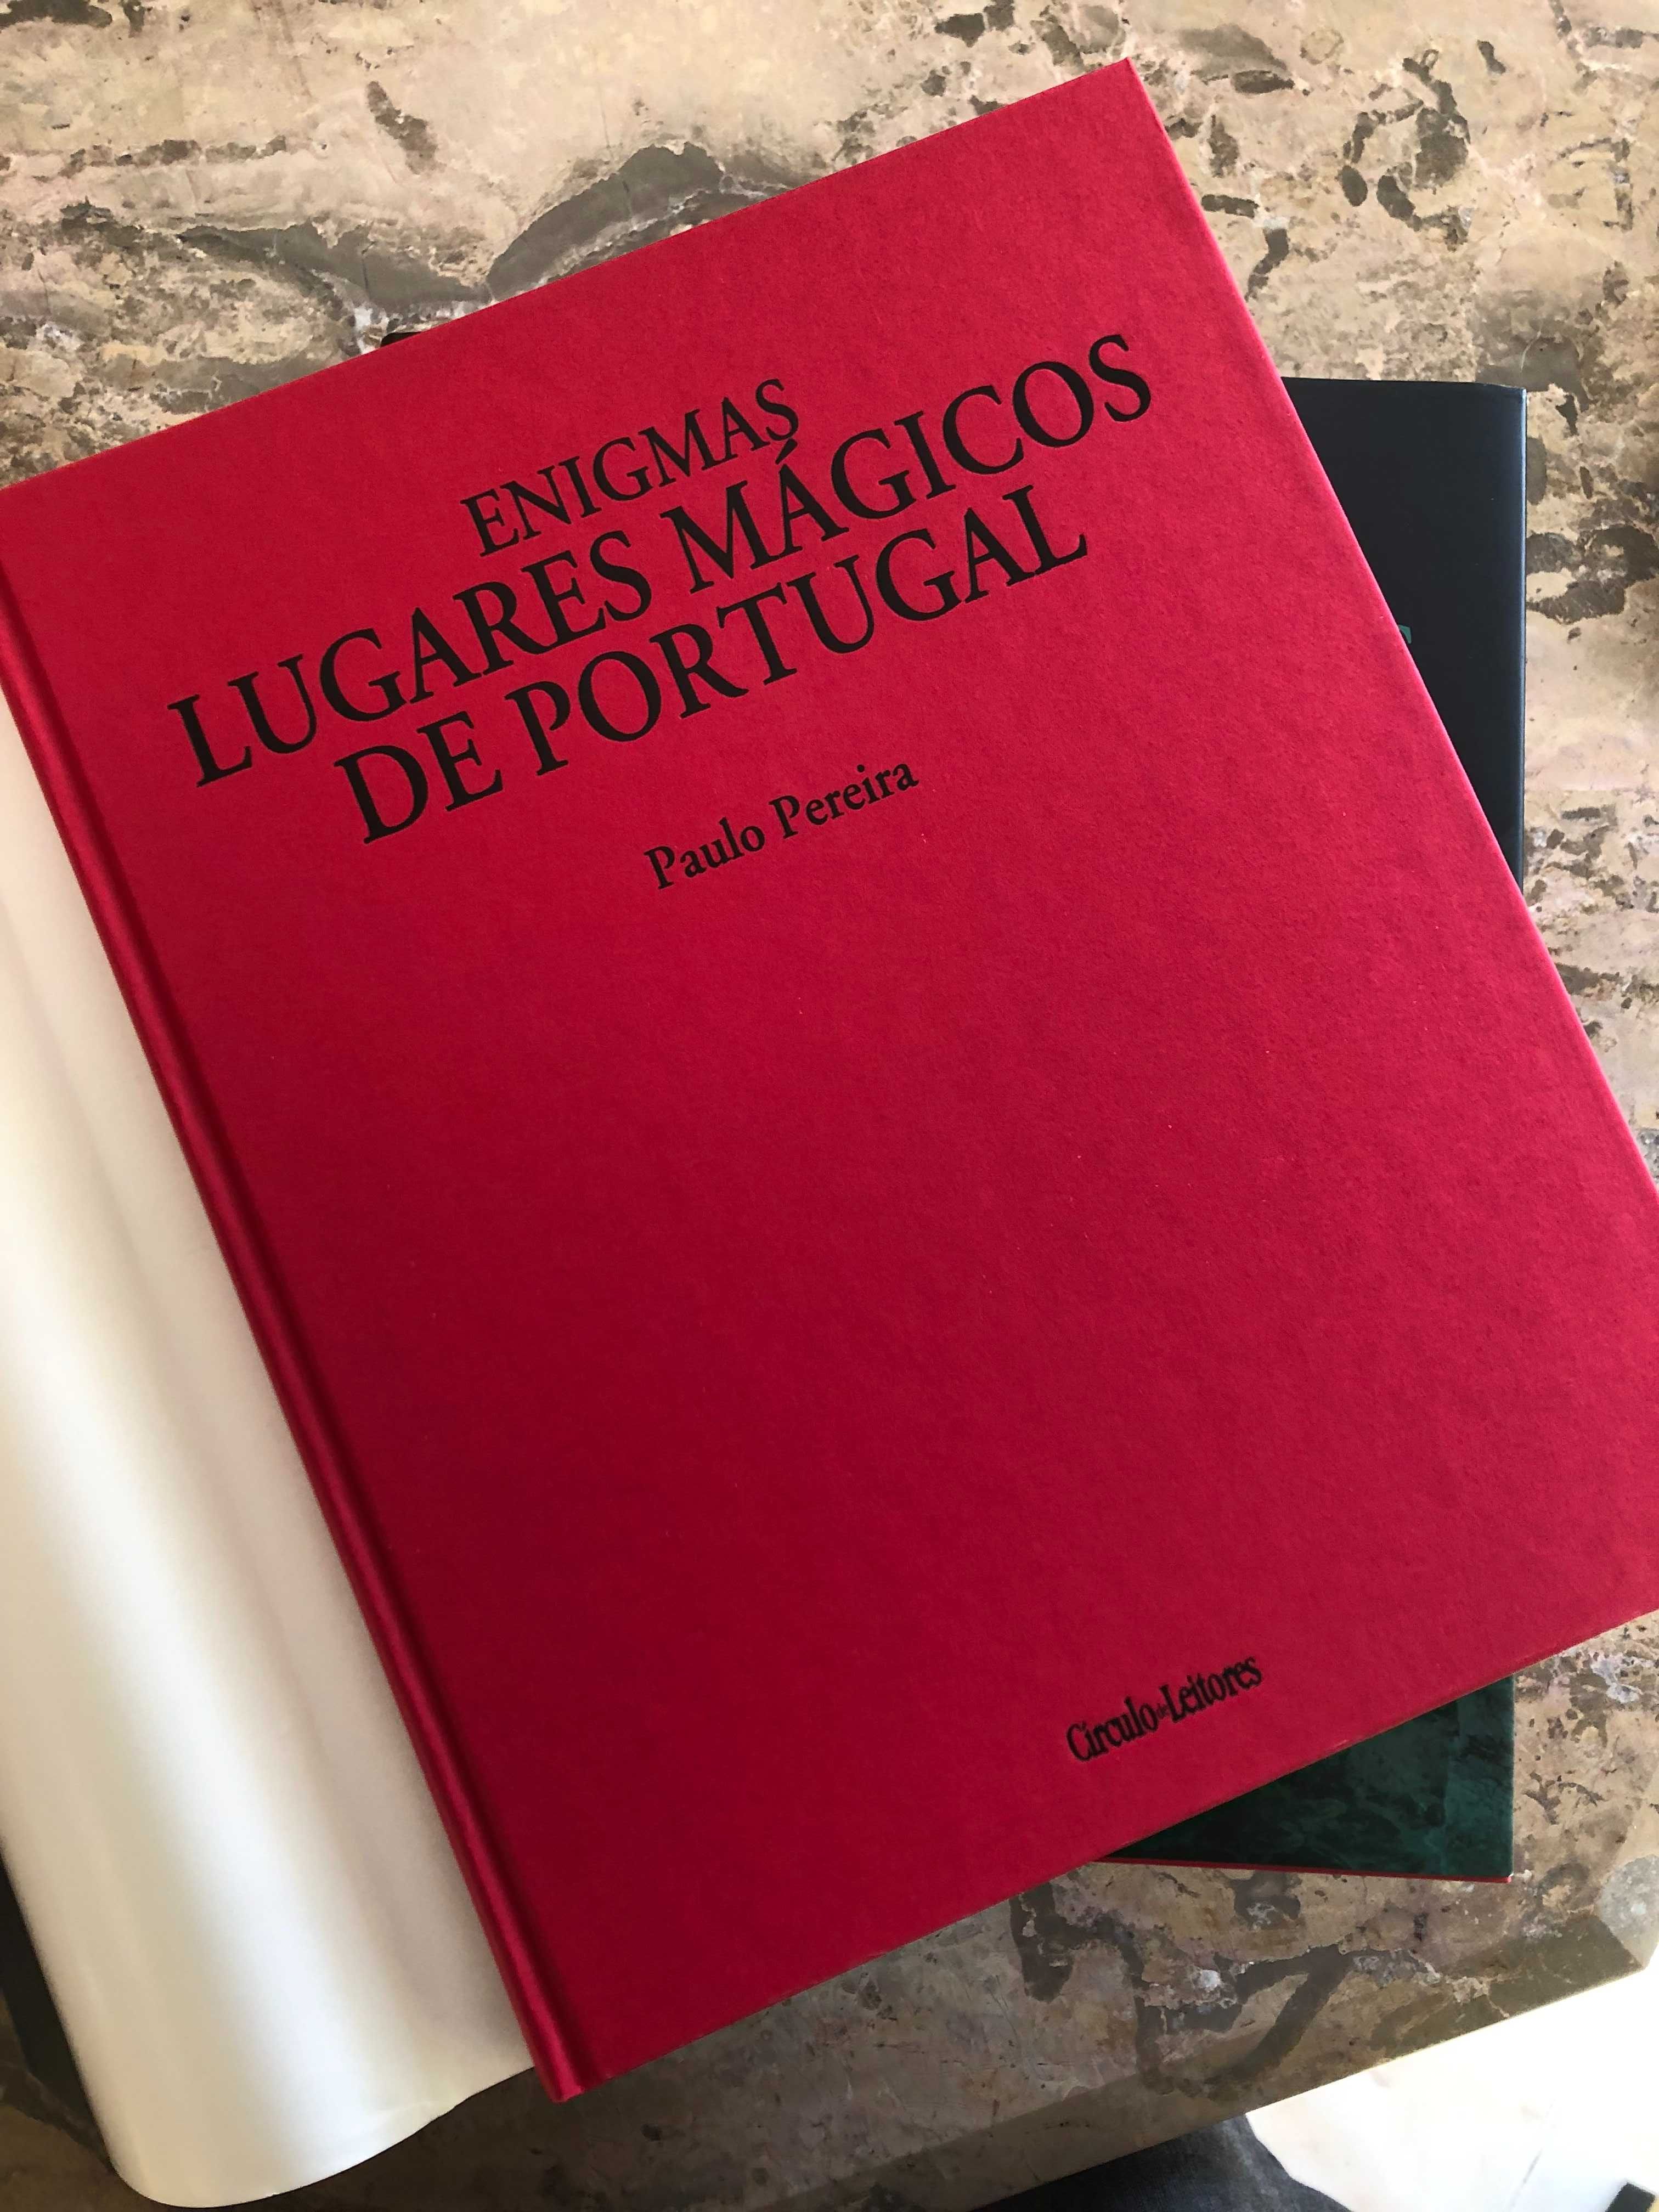 ENIGMAS
LUGARES MÁGICOS
DE PORTUGAL
Paulo Pereira
Círculo de Leitores